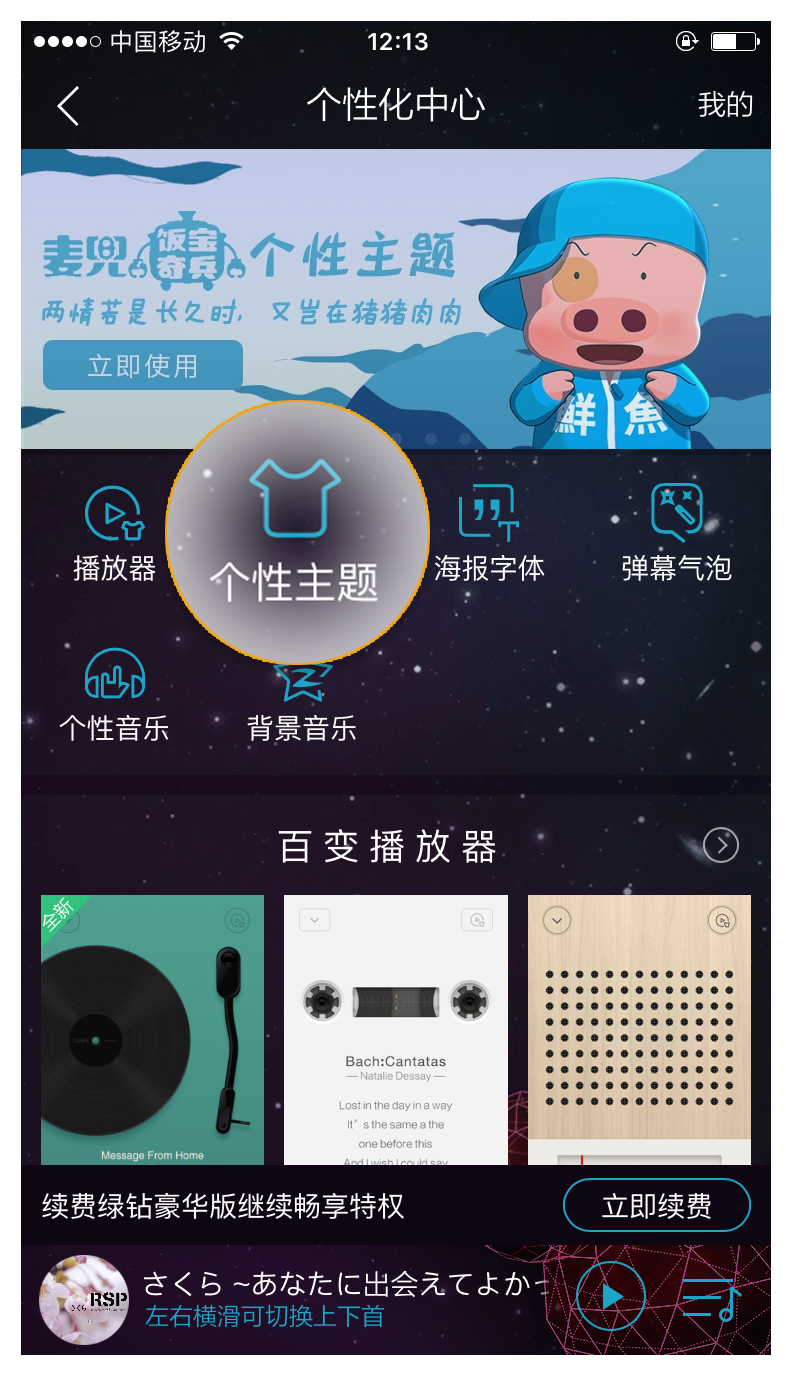 中国移动 12:13
个性化中心 我的
麦兜饭宝奇兵个性主题
两情若是长久时, 又岂在猪猪肉肉
立即使用
鮮魚
播放器 个性主题 海报字体 弹幕气泡
个性音乐 背景音乐
百变播放器
全新
Bach:Cantatas
— Natalie Dessay —
Lost in the day in a way
It's the same a the
one before this
And I wish I could say
Message From Home
续费绿钻豪华版继续畅享特权 立即续费
さくら ~あなたに出会えてよかっ
左右横滑可切换上下首
さくら RSP